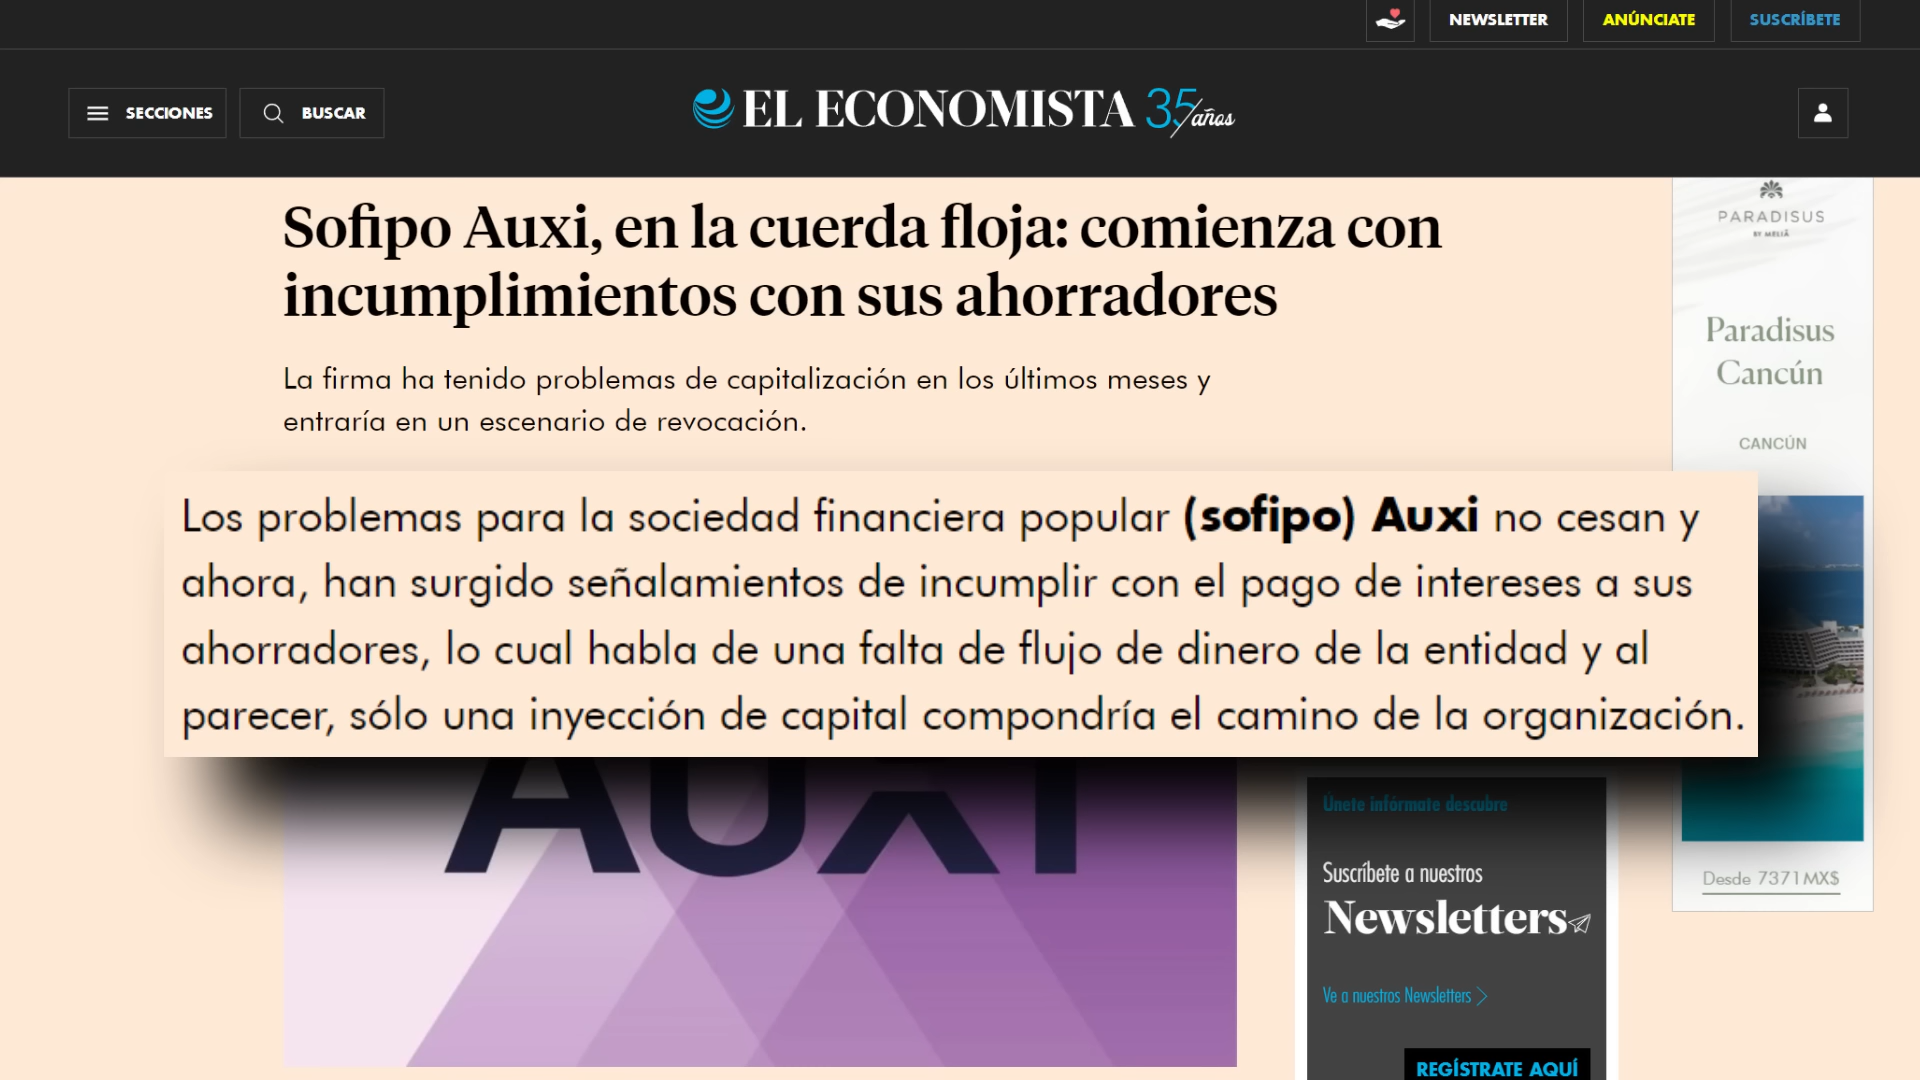 NEWSLETTER
ANÚNCIATE
SUSCRÍBETE
SECCIONES
BUSCAR
EL ECONOMISTA 35 años
Sofipo Auxi, en la cuerda floja: comienza con
incumplimientos con sus ahorradores
La firma ha tenido problemas de capitalización en los últimos meses y
entraría en un escenario de revocación.
Los problemas para la sociedad financiera popular (sofipo) Auxi no cesan y
ahora, han surgido señalamientos de incumplir con el pago de intereses a sus
ahorradores, lo cual habla de una falta de flujo de dinero de la entidad y al
parecer, sólo una inyección de capital compondría el camino de la organización.
AUXI
PARADISUS
BY MELIÁ
Paradisus
Cancún
CANCÚN
Desde 7371MX$
Únete infórmate descubre
Suscríbete a nuestros
Newsletters
Ve a nuestros Newsletters
REGÍSTRATE AQUÍ